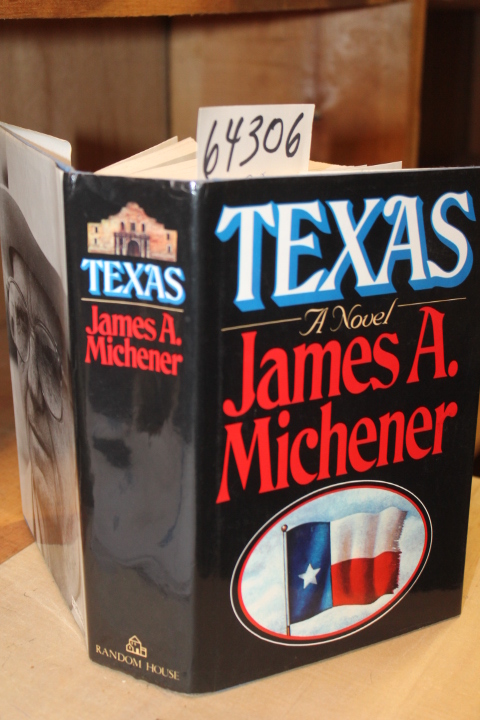 64306
TEXAS
James A.
Michener
RANDOM HOUSE
TEXAS
A Novel
James A.
Michener